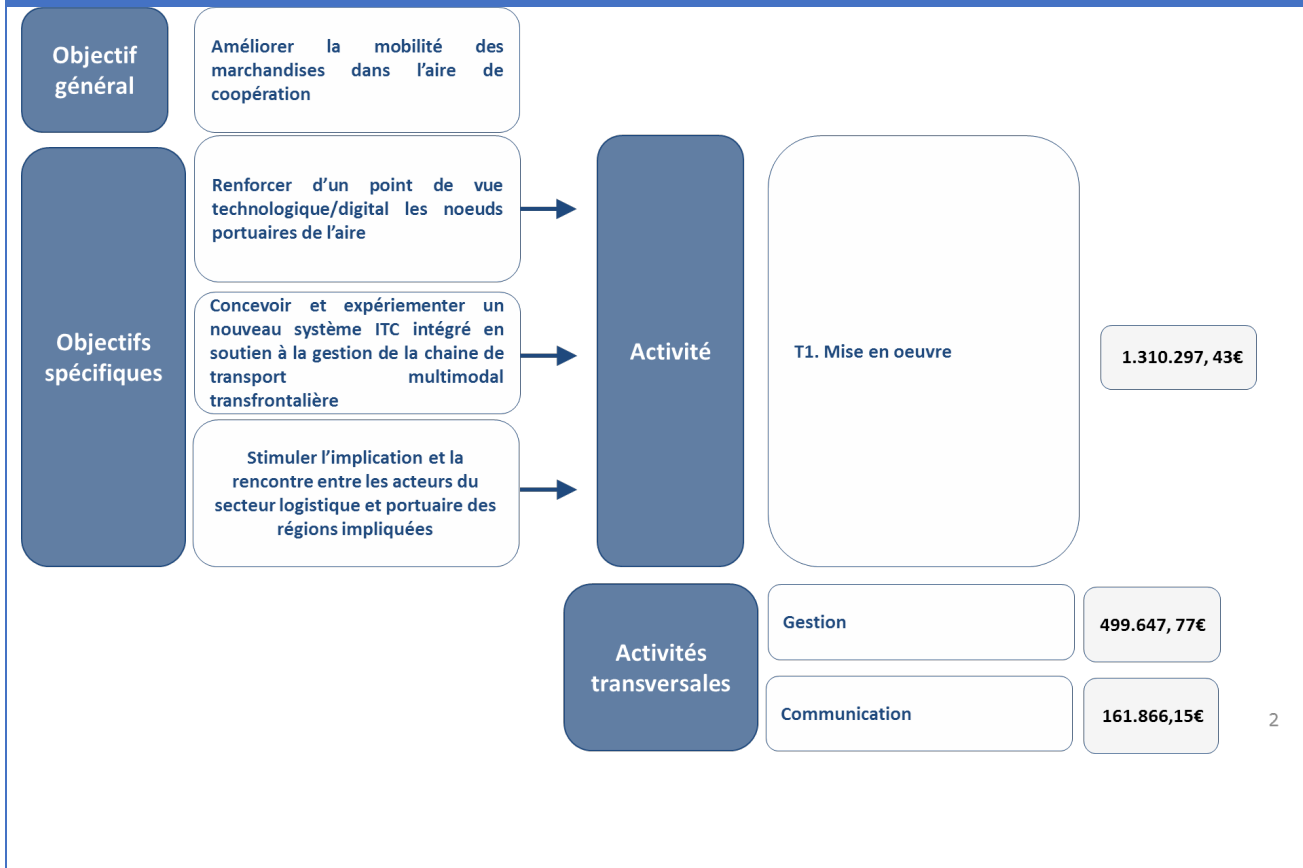 Objectif
général
Améliorer la mobilité des
marchandises dans l'aire de
coopération
Objectifs
spécifiques
Renforcer d'un point de vue
technologique/digital les noeuds
portuaires de l'aire
Concevoir et expériementer un
nouveau système ITC intégré en
soutien à la gestion de la chaine de
transport multimodal
transfrontalière
Stimuler l'implication et la
rencontre entre les acteurs du
secteur logistique et portuaire des
régions impliquées
Activité
T1. Mise en oeuvre
1.310.297, 43€
Activités
transversales
Gestion
499.647, 77€
Communication
161.866,15€
2